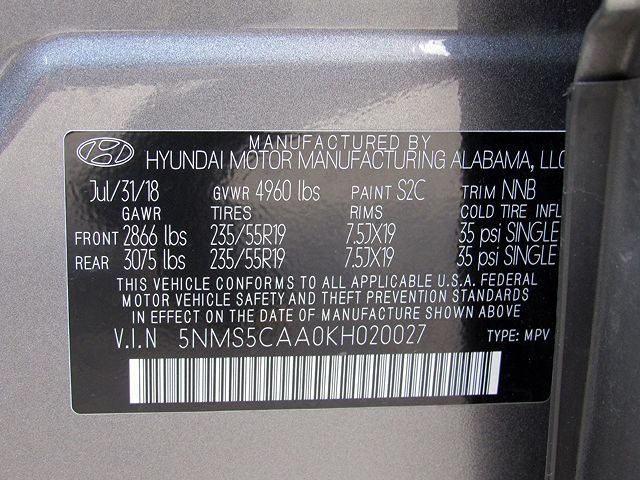 MANUFACTURED BY
HYUNDAI MOTOR MANUFACTURING ALABAMA, LLC
Jul/31/18 GVWR 4960 lbs PAINT S2C TRIM NNB
GAWR TIRES RIMS COLD TIRE INFL
FRONT 2866 lbs 235/55R19 7.5JX19 35 psi SINGLE
REAR 3075 lbs 235/55R19 7.5JX19 35 psi SINGLE
THIS VEHICLE CONFORMS TO ALL APPLICABLE U.S.A. FEDERAL
MOTOR VEHICLE SAFETY AND THEFT PREVENTION STANDARDS
IN EFFECT ON THE DATE OF MANUFACTURE SHOWN ABOVE
V.I.N 5NMS5CAA0KH020027 TYPE: MPV